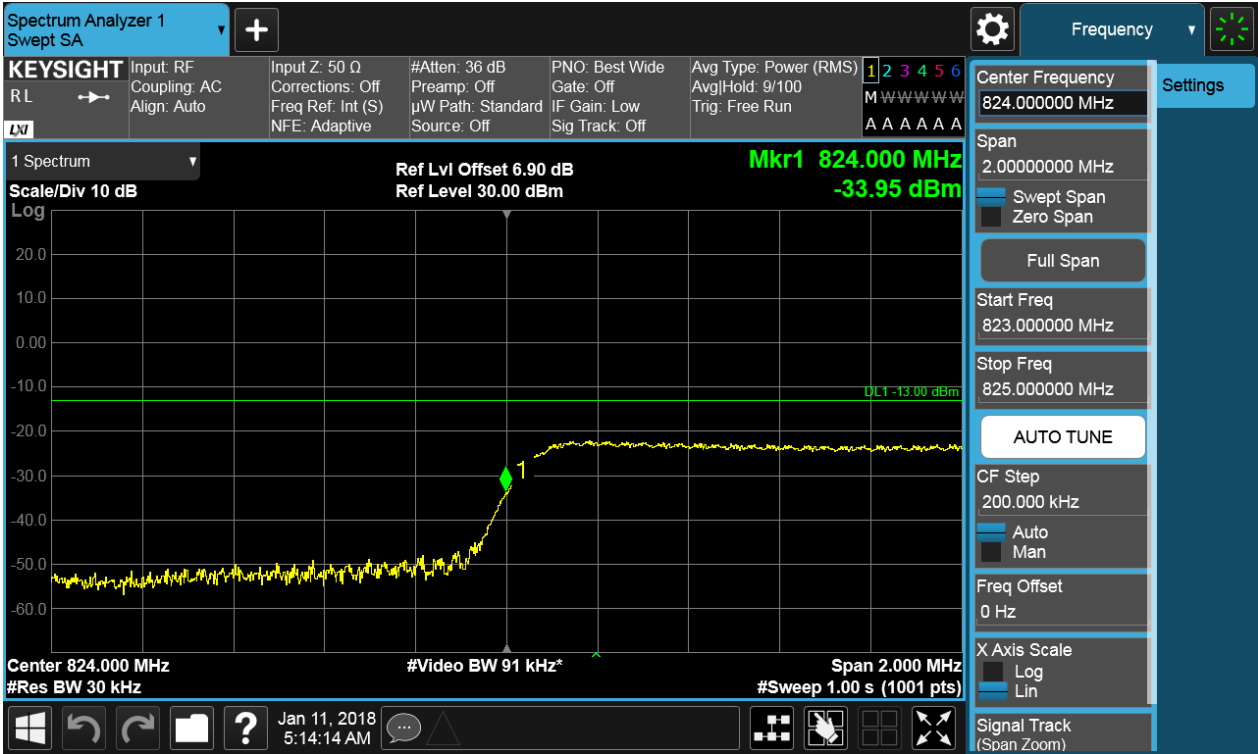 Spectrum Analyzer 1
Swept SA
Frequency
KEYSIGHT
R L
LXI
Input: RF
Coupling: AC
Align: Auto
Input Z: 50 Ω
Corrections: Off
Freq Ref: Int (S)
NFE: Adaptive
#Atten: 36 dB
Preamp: Off
µW Path: Standard
Source: Off
PNO: Best Wide
Gate: Off
IF Gain: Low
Sig Track: Off
Avg Type: Power (RMS)
Avg|Hold: 9/100
Trig: Free Run
1 2 3 4 5 6
M W W W W W
A A A A A A
1 Spectrum
Scale/Div 10 dB
Log
Ref Lvl Offset 6.90 dB
Ref Level 30.00 dBm
Mkr1 824.000 MHz
-33.95 dBm
20.0
10.0
0.00
-10.0
-20.0
-30.0
-40.0
-50.0
-60.0
DL1 -13.00 dBm
1
Center 824.000 MHz
#Res BW 30 kHz
#Video BW 91 kHz*
Span 2.000 MHz
#Sweep 1.00 s (1001 pts)
Center Frequency
824.000000 MHz
Span
2.00000000 MHz
Swept Span
Zero Span
Full Span
Start Freq
823.000000 MHz
Stop Freq
825.000000 MHz
AUTO TUNE
CF Step
200.000 kHz
Auto
Man
Freq Offset
0 Hz
X Axis Scale
Log
Lin
Signal Track
(Span Zoom)
Settings
?
Jan 11, 2018
5:14:14 AM